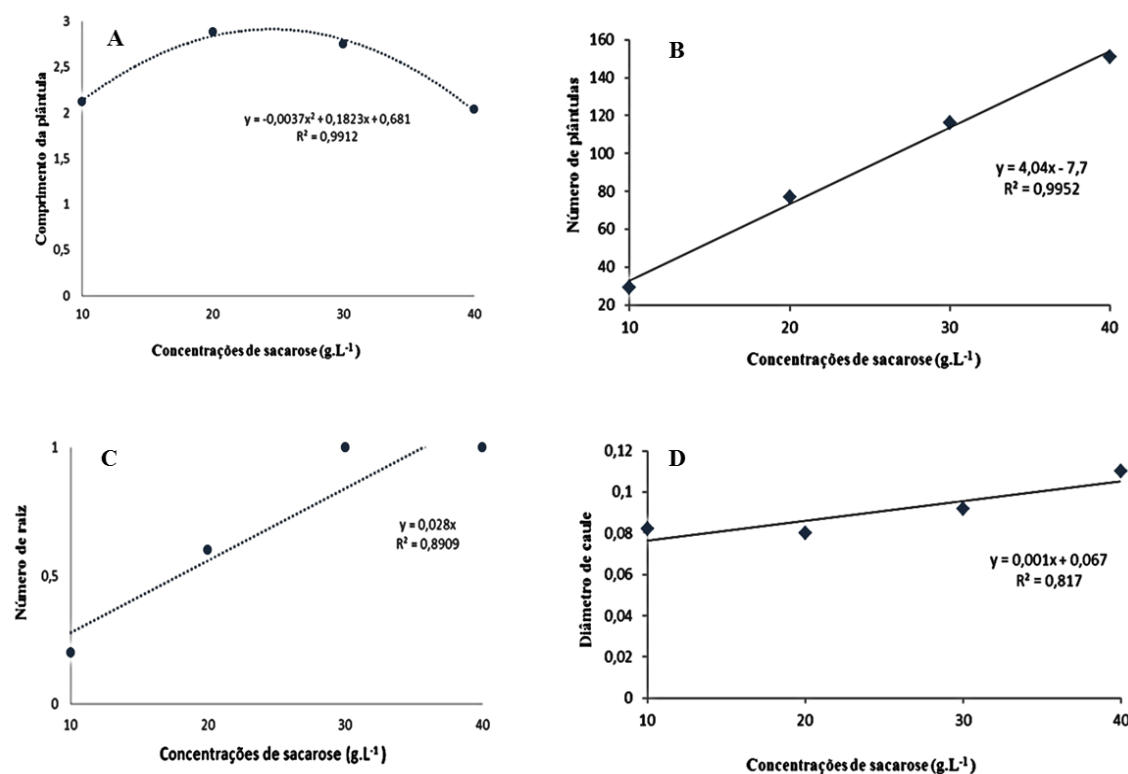 A
Comprimento da plântula
3
2,5
2
1,5
1
0,5
0
y = -0,0037x² + 0,1823x + 0,681
R² = 0,9912
10 20 30 40
Concentrações de sacarose (g.L⁻¹)
B
Número de plântulas
160
140
120
100
80
60
40
20
y = 4,04x - 7,7
R² = 0,9952
10 20 30 40
Concentrações de sacarose (g.L⁻¹)
C
Número de raiz
1
0,5
0
y = 0,028x
R² = 0,8909
10 20 30 40
Concentrações de sacarose (g.L⁻¹)
D
Diâmetro de caule
0,12
0,1
0,08
0,06
0,04
0,02
0
y = 0,001x + 0,067
R² = 0,817
10 20 30 40
Concentrações de sacarose (g.L⁻¹)